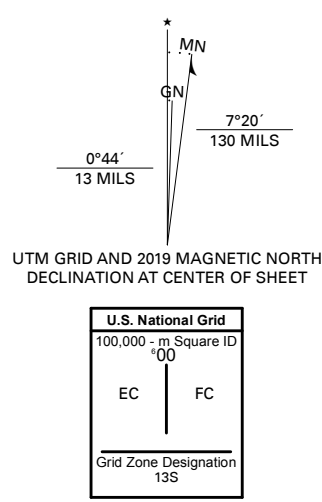 ★
MN
GN
7°20´
130 MILS
0°44´
13 MILS
UTM GRID AND 2019 MAGNETIC NORTH
DECLINATION AT CENTER OF SHEET
U.S. National Grid
100,000 - m Square ID
⁶00
EC FC
Grid Zone Designation
13S